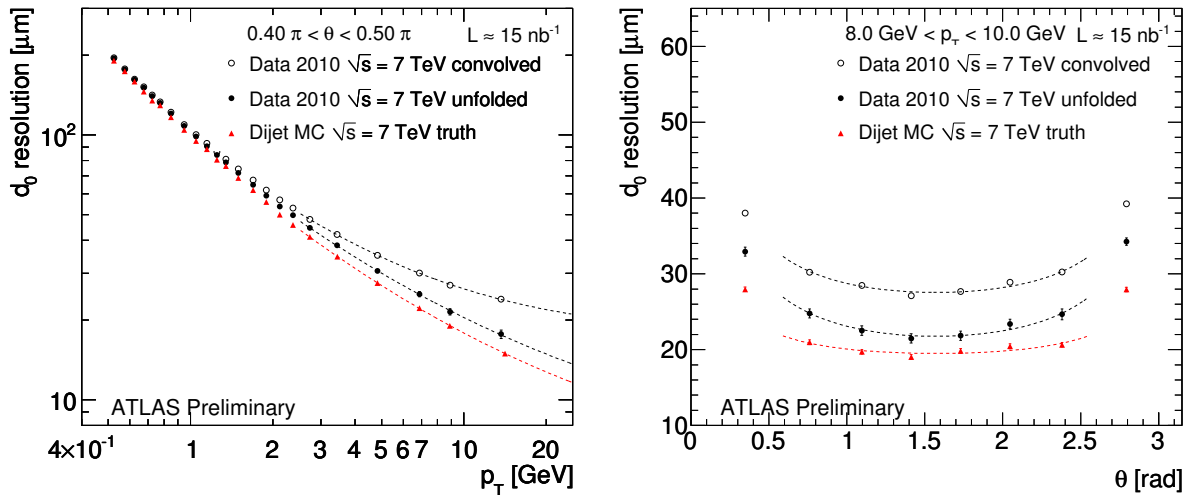 0.40 π < θ < 0.50 π L ≈ 15 nb⁻¹
Data 2010 √s = 7 TeV convolved
Data 2010 √s = 7 TeV unfolded
Dijet MC √s = 7 TeV truth
d₀ resolution [μm]
10²
10
ATLAS Preliminary
4×10⁻¹ 1 2 3 4 5 6 7 10 20
p_T [GeV]
8.0 GeV < p_T < 10.0 GeV L ≈ 15 nb⁻¹
Data 2010 √s = 7 TeV convolved
Data 2010 √s = 7 TeV unfolded
Dijet MC √s = 7 TeV truth
d₀ resolution [μm]
60
50
40
30
20
10
ATLAS Preliminary
0 0.5 1 1.5 2 2.5 3
θ [rad]